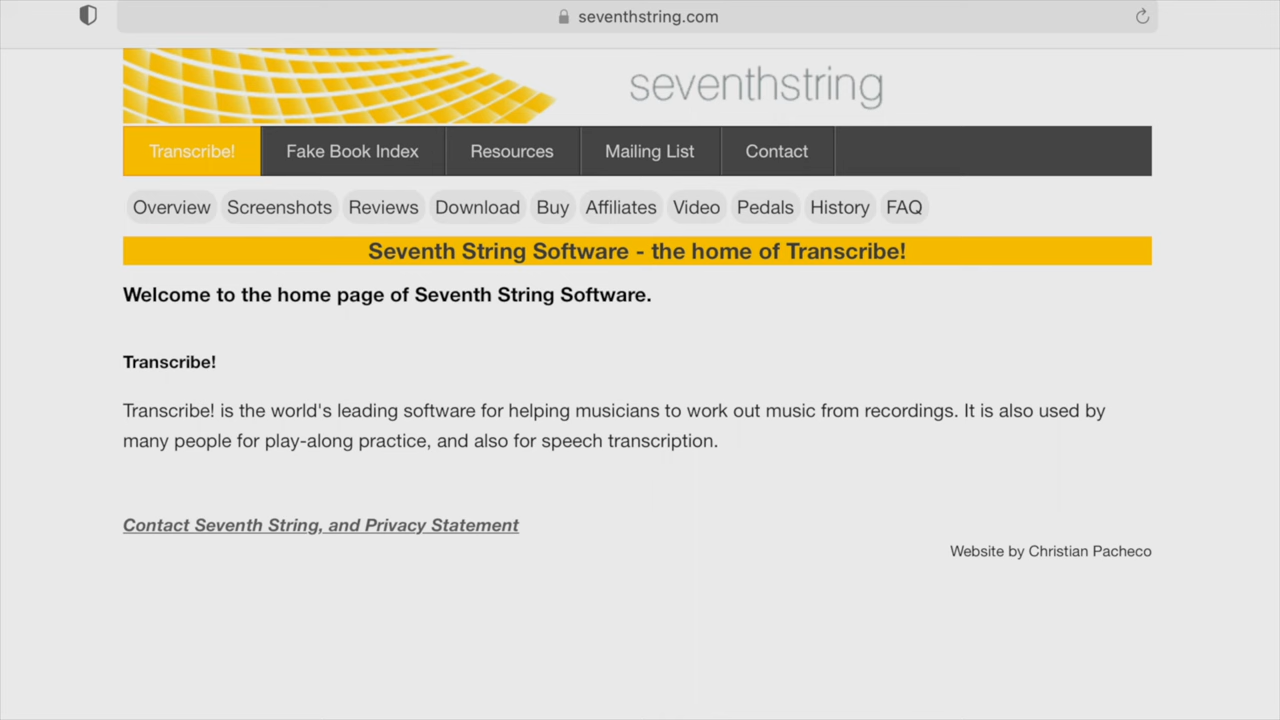 seventhstring.com
seventhstring
Transcribe! Fake Book Index Resources Mailing List Contact
Overview Screenshots Reviews Download Buy Affiliates Video Pedals History FAQ
Seventh String Software - the home of Transcribe!
Welcome to the home page of Seventh String Software.
Transcribe!
Transcribe! is the world's leading software for helping musicians to work out music from recordings. It is also used by
many people for play-along practice, and also for speech transcription.
Contact Seventh String, and Privacy Statement
Website by Christian Pacheco